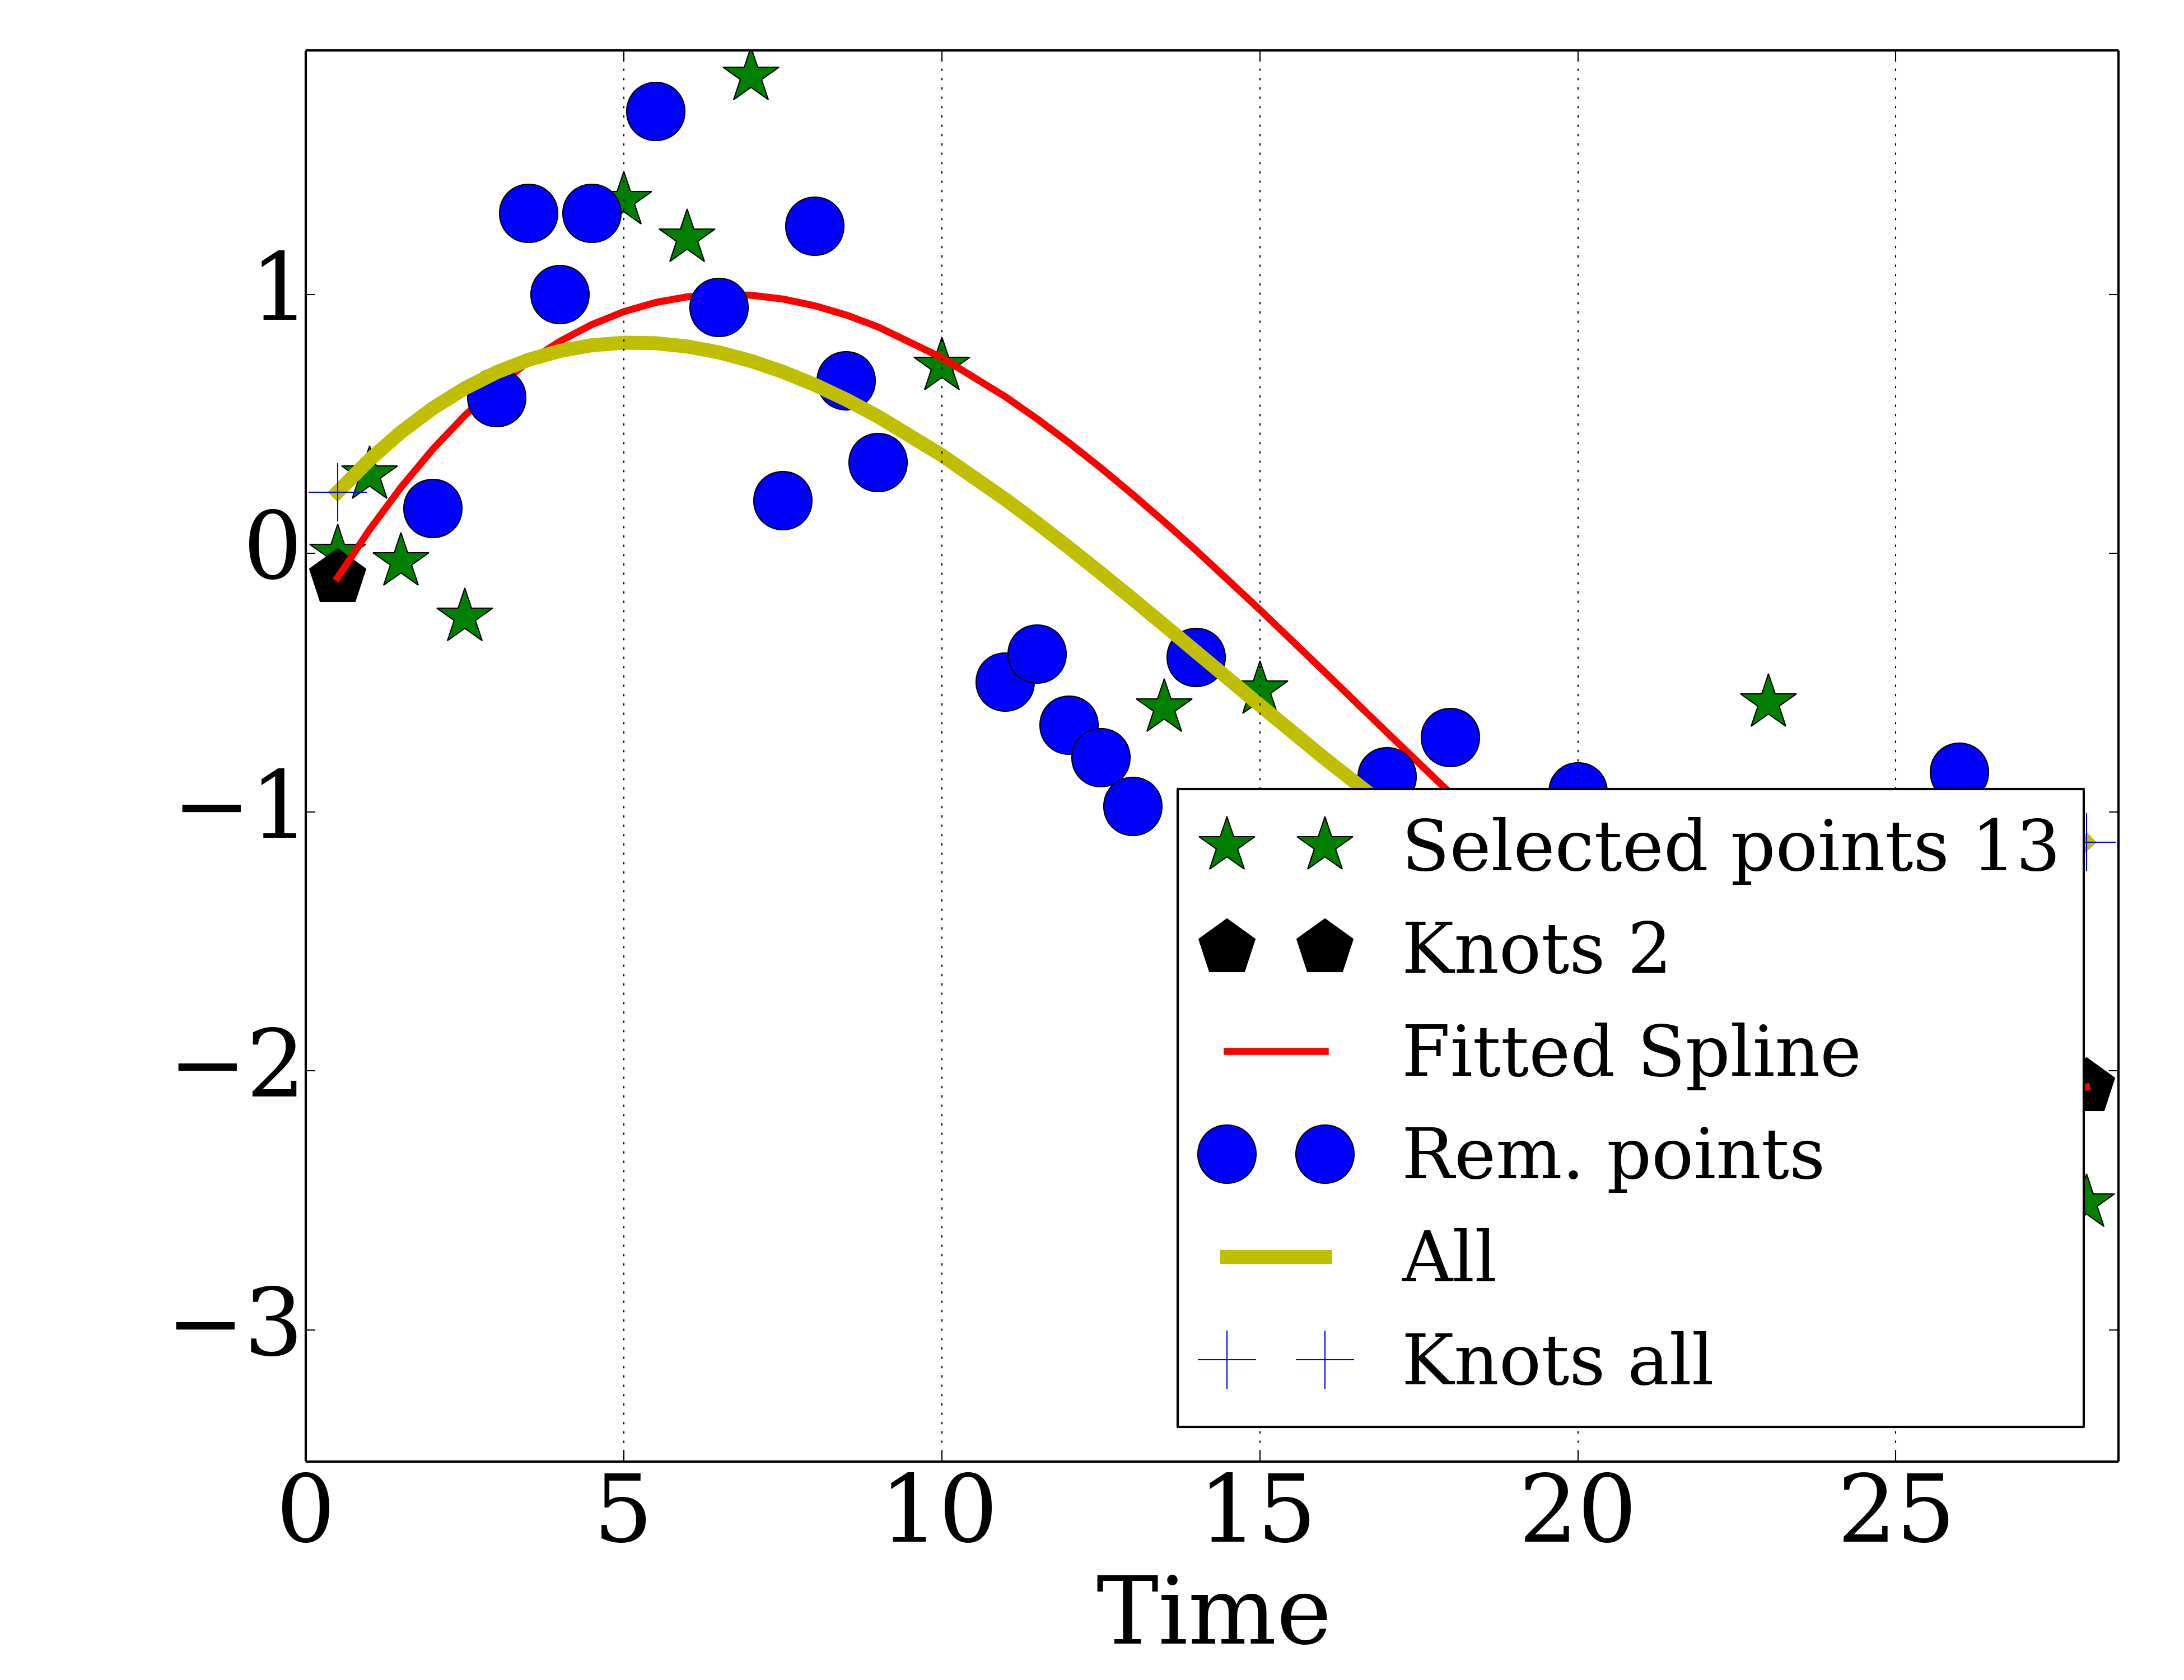 1
0
−1
−2
−3
0 5 10 15 20 25
Time
Selected points 13
Knots 2
Fitted Spline
Rem. points
All
Knots all